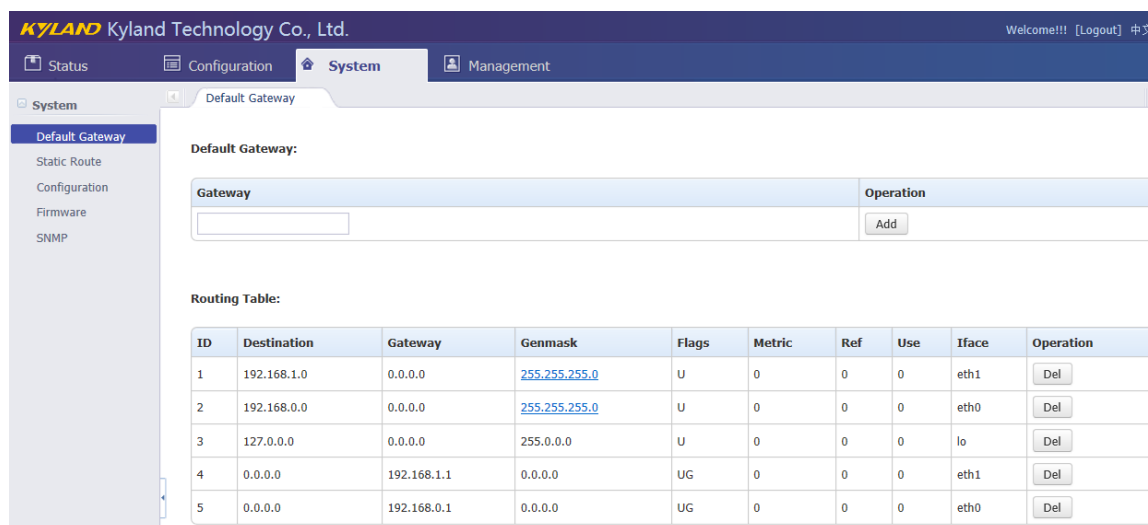 KYLAND Kyland Technology Co., Ltd. Welcome!!! [Logout] 中文
Status Configuration System Management
System Default Gateway
Default Gateway
Static Route
Configuration
Firmware
SNMP
Default Gateway:
Gateway Operation
Add
Routing Table:
ID Destination Gateway Genmask Flags Metric Ref Use Iface Operation
1 192.168.1.0 0.0.0.0 255.255.255.0 U 0 0 0 eth1 Del
2 192.168.0.0 0.0.0.0 255.255.255.0 U 0 0 0 eth0 Del
3 127.0.0.0 0.0.0.0 255.0.0.0 U 0 0 0 lo Del
4 0.0.0.0 192.168.1.1 0.0.0.0 UG 0 0 0 eth1 Del
5 0.0.0.0 192.168.0.1 0.0.0.0 UG 0 0 0 eth0 Del